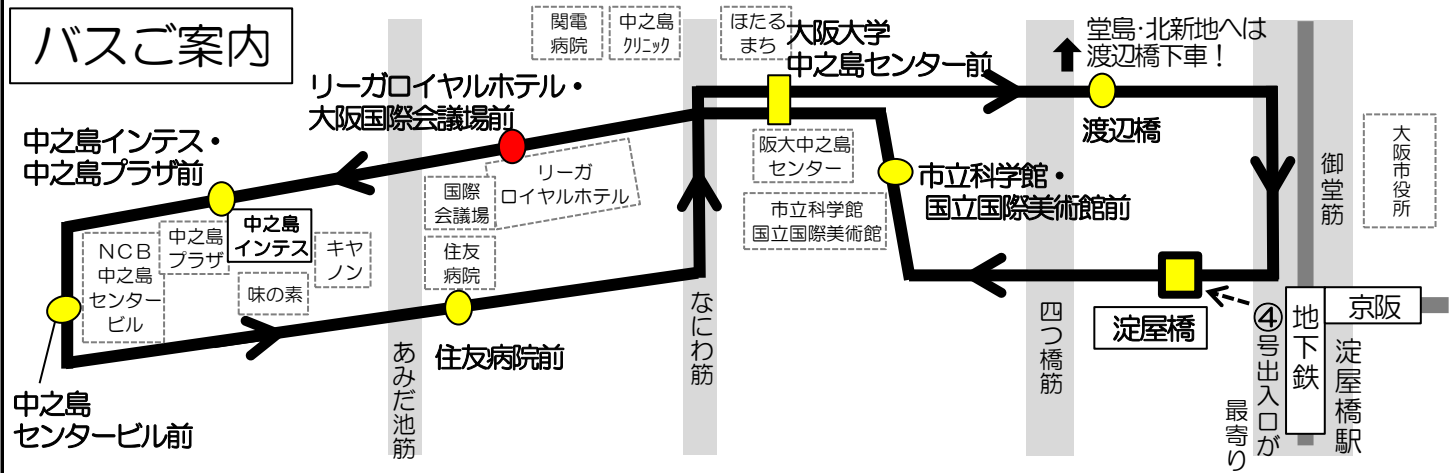 バスご案内
関電
病院
中之島
クリニック
ほたる
まち
大阪大学
中之島センター前
堂島・北新地へは
渡辺橋下車！
リーガロイヤルホテル・
大阪国際会議場前
中之島インテス・
中之島プラザ前
渡辺橋
阪大中之島
センター
市立科学館・
国立国際美術館前
市立科学館
国立国際美術館
リーガ
ロイヤルホテル
国際
会議場
住友
病院
中之島
インテス
中之島
プラザ
キヤ
ノン
NCB
中之島
センター
ビル
味の素
住友病院前
中之島
センタービル前
あみだ池筋
なにわ筋
四つ橋筋
御堂筋
大阪市役所
淀屋橋
④号出入口が
最寄り
地下鉄
京阪
淀屋橋駅